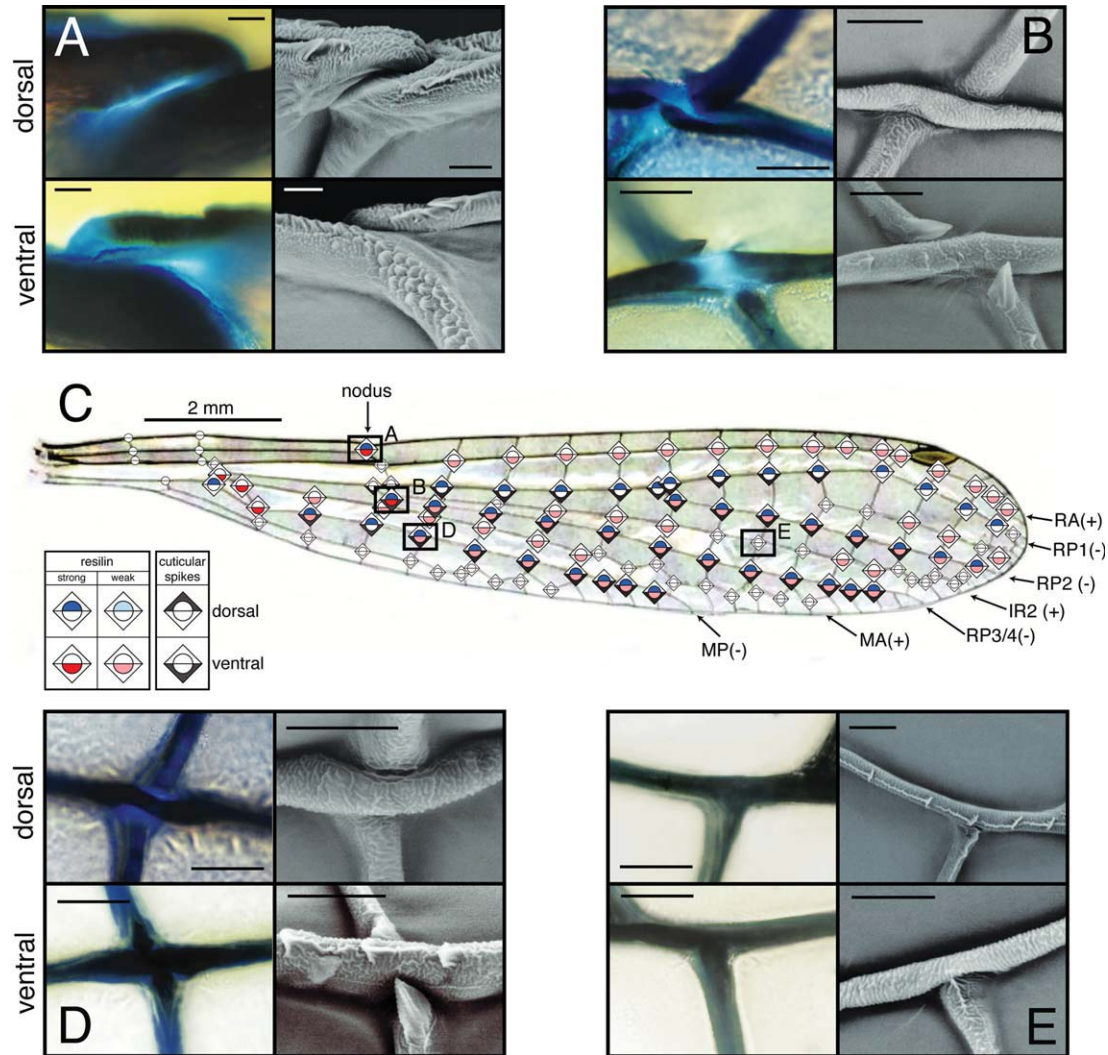 A
B
dorsal
ventral
C
2 mm
nodus
A
B
D
E
RA(+)
RP1(-)
RP2 (-)
IR2 (+)
RP3/4(-)
MA(+)
MP(-)
resilin
strong weak
cuticular
spikes
dorsal
ventral
dorsal
ventral
D
E